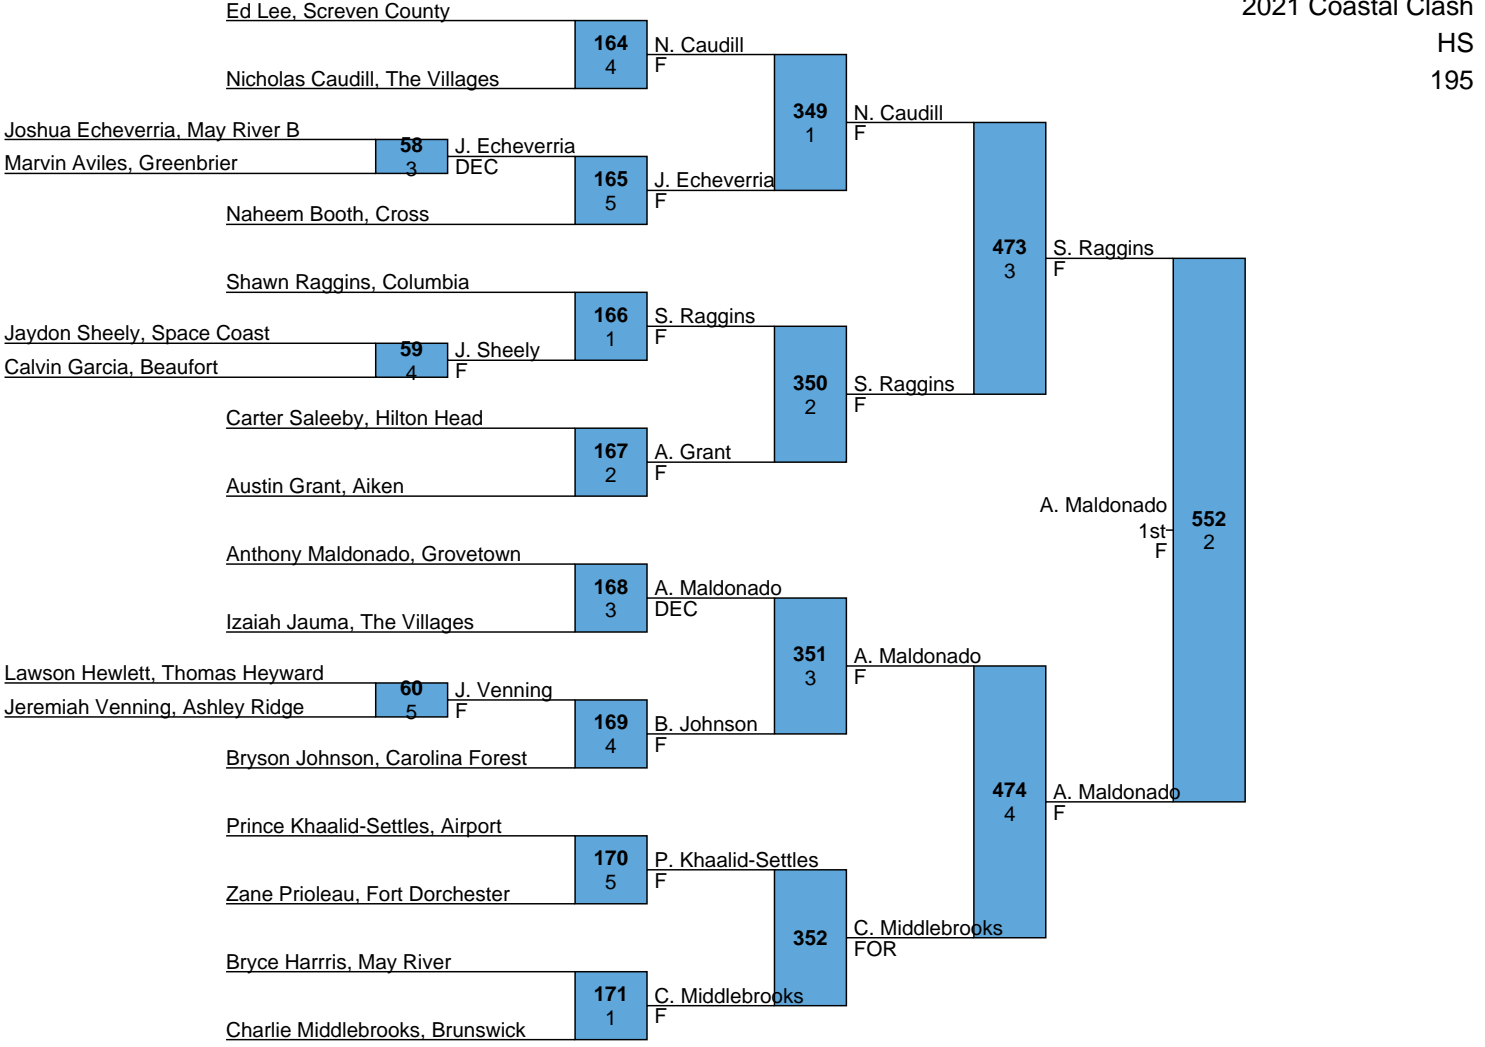 2021 Coastal Clash
HS
195
Ed Lee, Screven County
164
4
N. Caudill
F
Nicholas Caudill, The Villages
349
1
N. Caudill
F
Joshua Echeverria, May River B
58
3
J. Echeverria
DEC
Marvin Aviles, Greenbrier
165
5
J. Echeverria
F
Naheem Booth, Cross
473
3
S. Raggins
F
Shawn Raggins, Columbia
166
1
S. Raggins
F
Jaydon Sheely, Space Coast
59
4
J. Sheely
F
Calvin Garcia, Beaufort
350
2
S. Raggins
F
Carter Saleeby, Hilton Head
167
2
A. Grant
F
Austin Grant, Aiken
A. Maldonado
1st
F
552
2
Anthony Maldonado, Grovetown
168
3
A. Maldonado
DEC
Izaiah Jauma, The Villages
351
3
A. Maldonado
F
Lawson Hewlett, Thomas Heyward
60
5
J. Venning
F
Jeremiah Venning, Ashley Ridge
169
4
B. Johnson
F
Bryson Johnson, Carolina Forest
474
4
A. Maldonado
F
Prince Khaalid-Settles, Airport
170
5
P. Khaalid-Settles
F
Zane Prioleau, Fort Dorchester
352
C. Middlebrooks
FOR
Bryce Harrris, May River
171
1
C. Middlebrooks
F
Charlie Middlebrooks, Brunswick